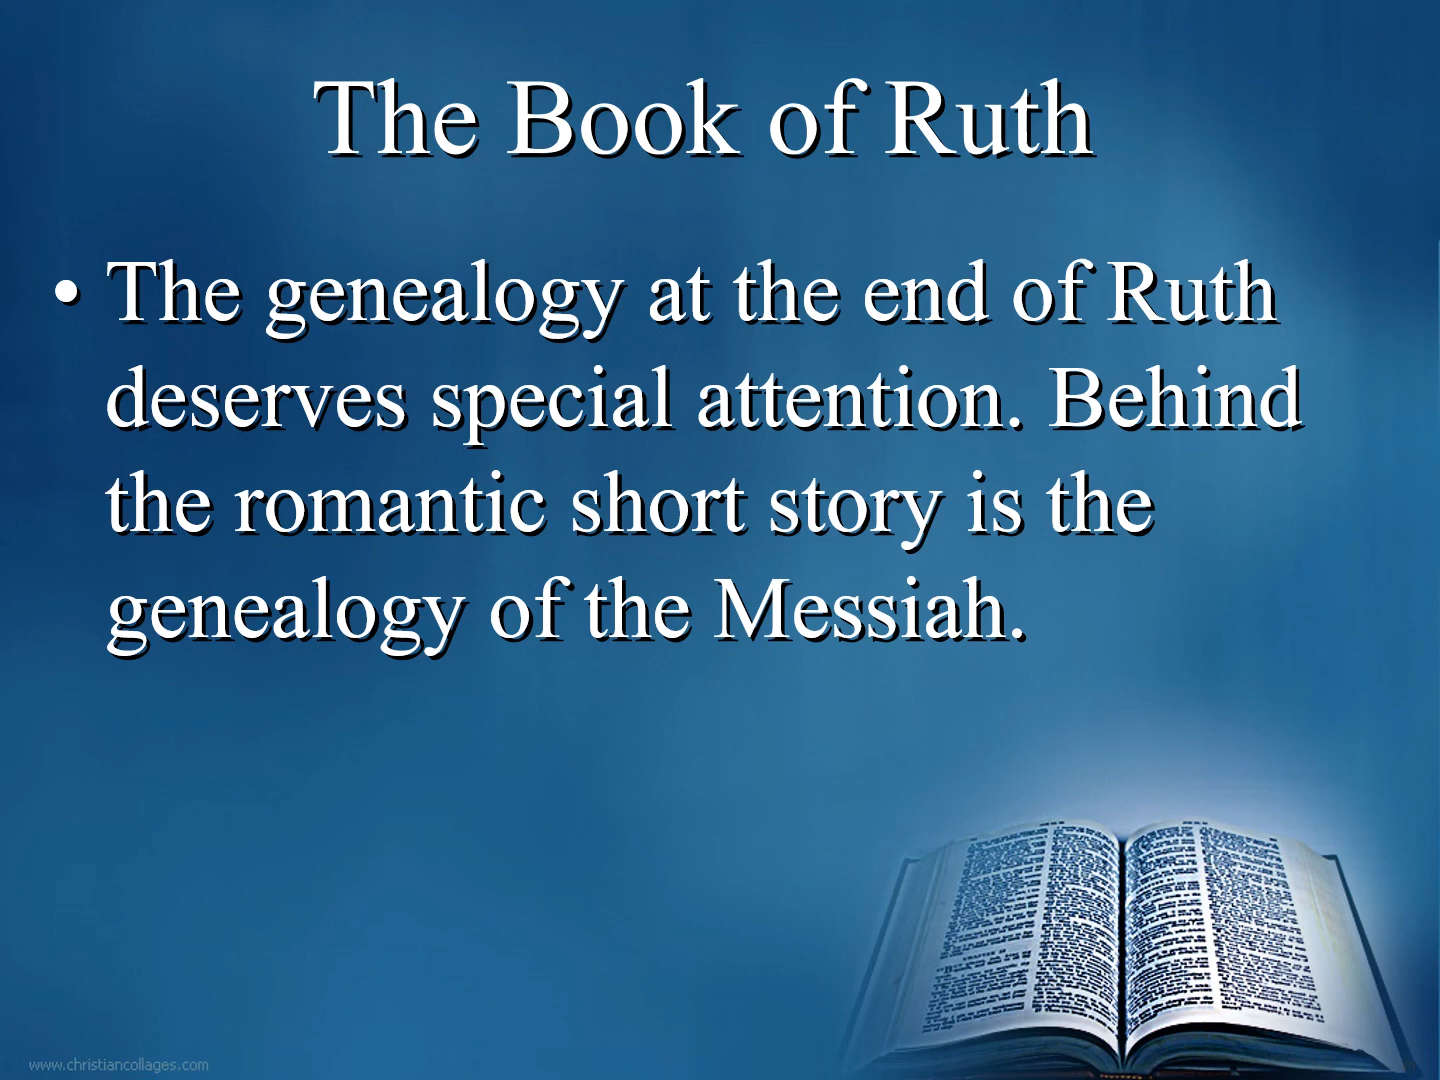 The Book of Ruth
• The genealogy at the end of Ruth
deserves special attention. Behind
the romantic short story is the
genealogy of the Messiah.
www.christiancollages.com